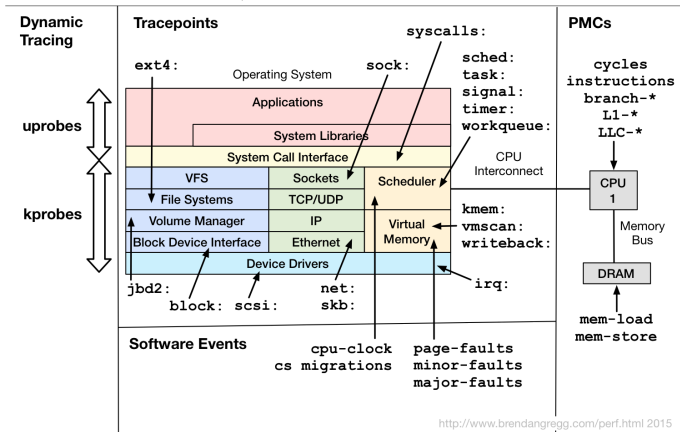 Dynamic
Tracing
Tracepoints
PMCs
syscalls:
ext4:
Operating System
sock:
sched:
task:
signal:
timer:
workqueue:
cycles
instructions
branch-*
L1-*
LLC-*
uprobes
kprobes
Applications
System Libraries
System Call Interface
VFS
Sockets
Scheduler
File Systems
TCP/UDP
Volume Manager
IP
Virtual
Memory
Block Device Interface
Ethernet
Device Drivers
CPU
Interconnect
CPU
1
kmem:
vmscan:
writeback:
Memory
Bus
DRAM
jbd2:
block:
scsi:
net:
skb:
irq:
mem-load
mem-store
Software Events
cpu-clock
cs migrations
page-faults
minor-faults
major-faults
http://www.brendangregg.com/perf.html 2015